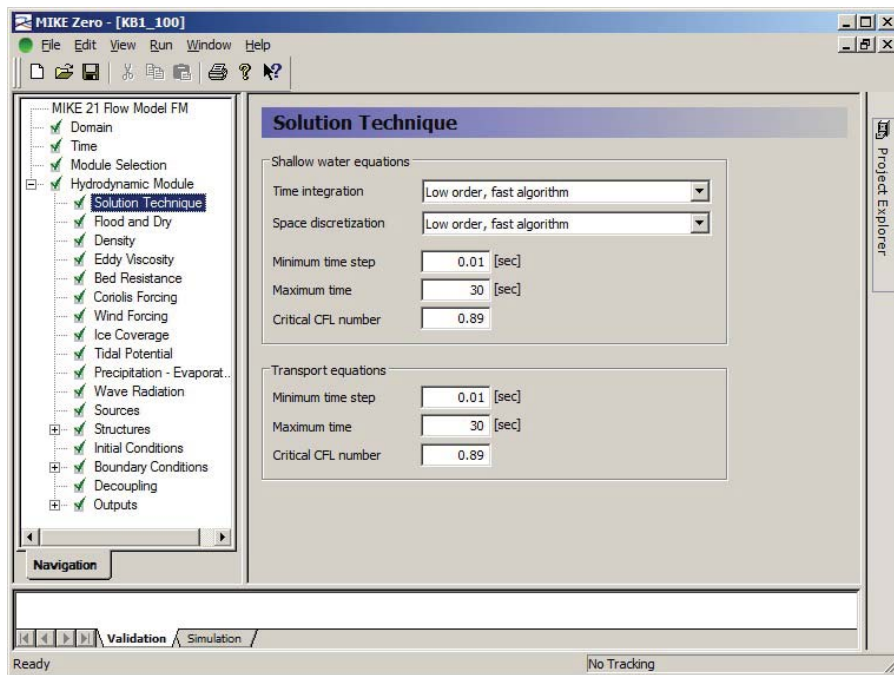 MIKE Zero - [KB1_100]
File Edit View Run Window Help
MIKE 21 Flow Model FM
Domain
Time
Module Selection
Hydrodynamic Module
Solution Technique
Flood and Dry
Density
Eddy Viscosity
Bed Resistance
Coriolis Forcing
Wind Forcing
Ice Coverage
Tidal Potential
Precipitation - Evaporat..
Wave Radiation
Sources
Structures
Initial Conditions
Boundary Conditions
Decoupling
Outputs
Navigation
Solution Technique
Shallow water equations
Time integration Low order, fast algorithm
Space discretization Low order, fast algorithm
Minimum time step 0.01 [sec]
Maximum time 30 [sec]
Critical CFL number 0.89
Transport equations
Minimum time step 0.01 [sec]
Maximum time 30 [sec]
Critical CFL number 0.89
Project Explorer
Validation Simulation
Ready No Tracking